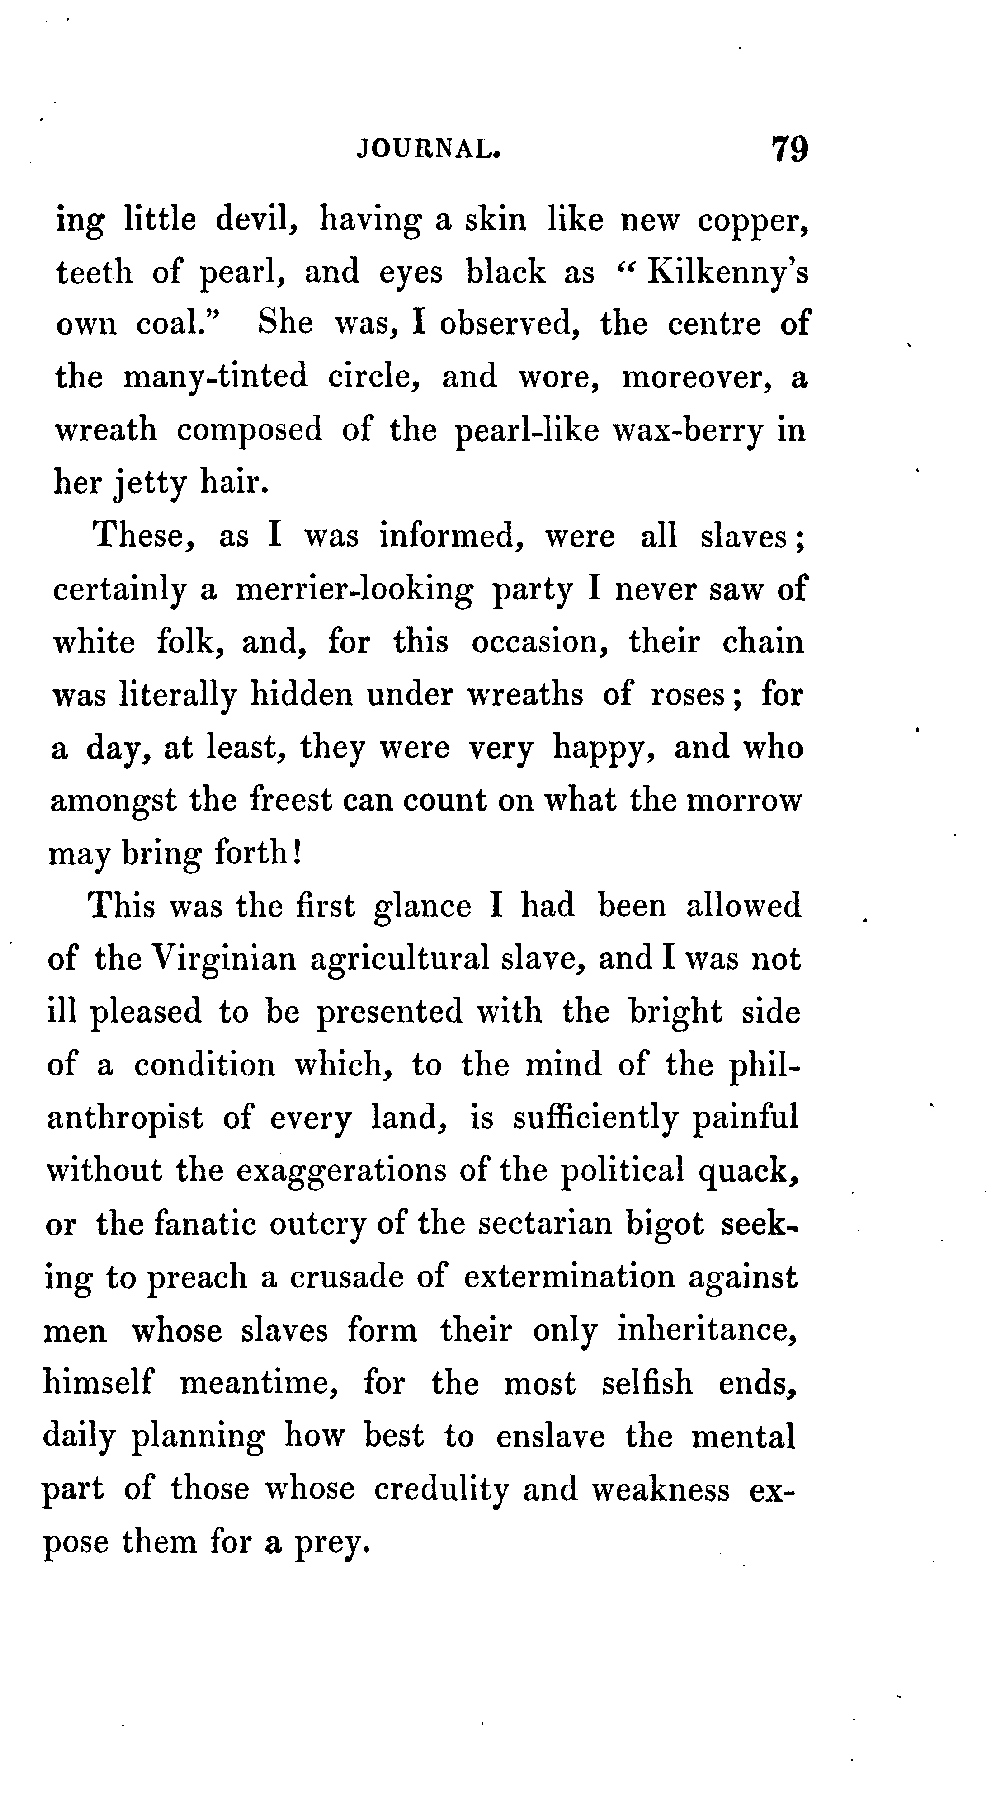 JOURNAL. 79
ing little devil, having a skin like new copper,
teeth of pearl, and eyes black as “ Kilkenny’s
own coal.” She was, I observed, the centre of
the many-tinted circle, and wore, moreover, a
wreath composed of the pearl-like wax-berry in
her jetty hair.
These, as I was informed, were all slaves ;
certainly a merrier-looking party I never saw of
white folk, and, for this occasion, their chain
was literally hidden under wreaths of roses ; for
a day, at least, they were very happy, and who
amongst the freest can count on what the morrow
may bring forth!
This was the first glance I had been allowed
of the Virginian agricultural slave, and I was not
ill pleased to be presented with the bright side
of a condition which, to the mind of the phil-
anthropist of every land, is sufficiently painful
without the exaggerations of the political quack,
or the fanatic outcry of the sectarian bigot seek-
ing to preach a crusade of extermination against
men whose slaves form their only inheritance,
himself meantime, for the most selfish ends,
daily planning how best to enslave the mental
part of those whose credulity and weakness ex-
pose them for a prey.